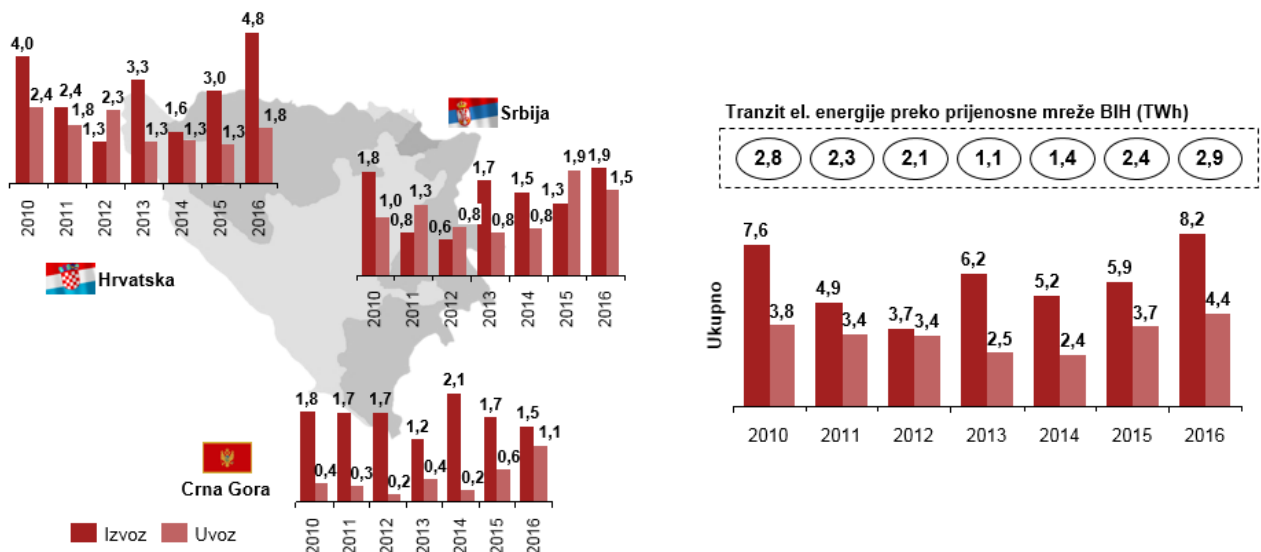 4,0 2,4 2,4 1,8 1,3 2,3 3,3 1,3 1,6 1,3 3,0 1,3 4,8 1,8
2010 2011 2012 2013 2014 2015 2016
Hrvatska
Srbija
1,8 1,0 0,8 1,3 0,6 0,8 1,7 0,8 1,5 0,8 1,3 1,9 1,9 1,5
2010 2011 2012 2013 2014 2015 2016
1,8 0,4 1,7 0,3 1,7 0,2 1,2 0,4 2,1 0,2 1,7 0,6 1,5 1,1
2010 2011 2012 2013 2014 2015 2016
Crna Gora
Izvoz Uvoz
Tranzit el. energije preko prijenosne mreže BIH (TWh)
2,8 2,3 2,1 1,1 1,4 2,4 2,9
Ukupno
7,6 3,8 4,9 3,4 3,7 3,4 6,2 2,5 5,2 2,4 5,9 3,7 8,2 4,4
2010 2011 2012 2013 2014 2015 2016